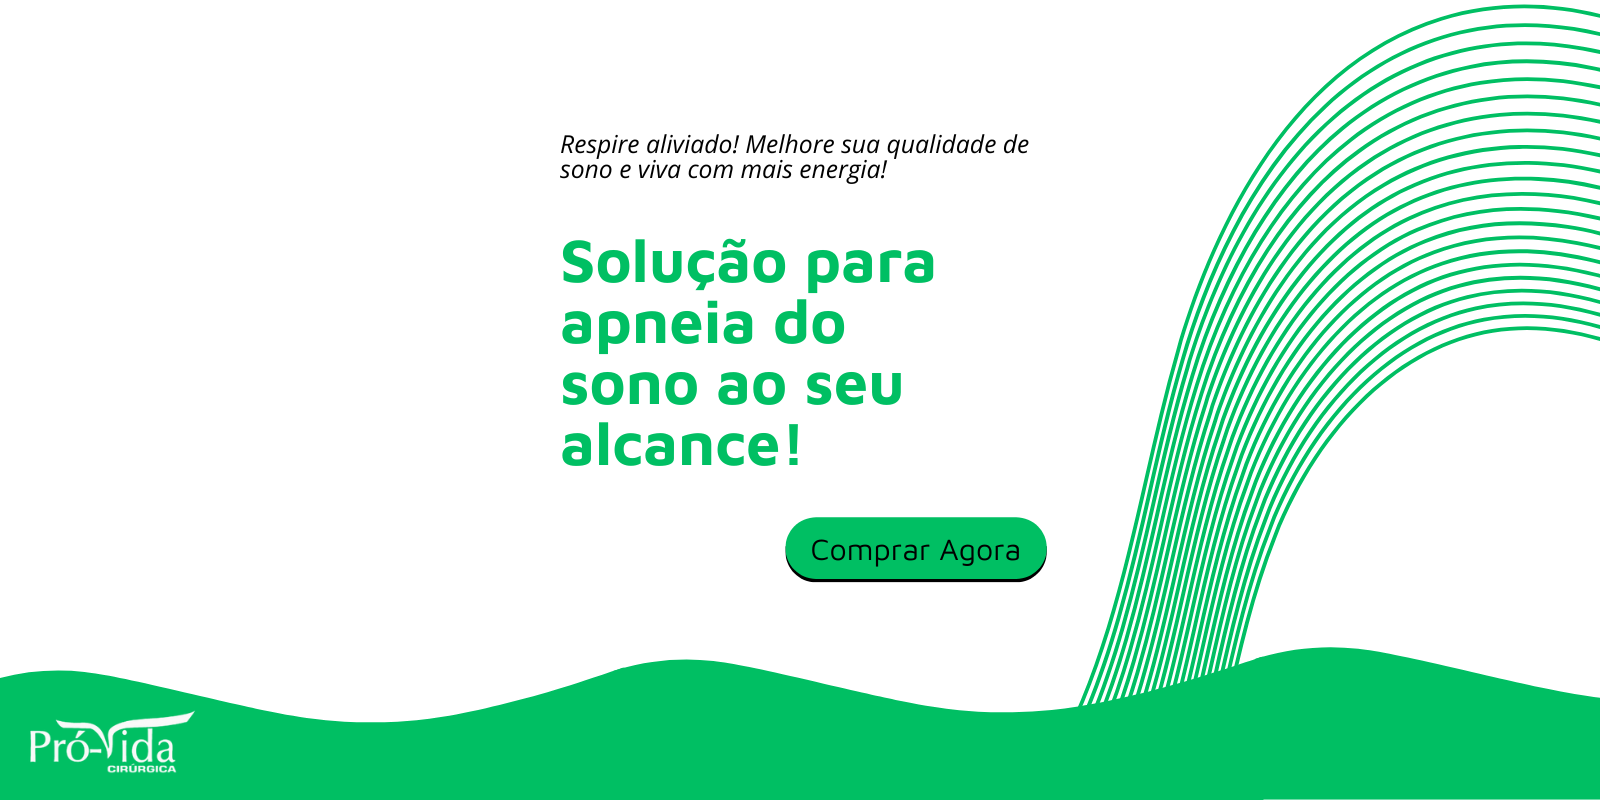 Respire aliviado! Melhore sua qualidade de
sono e viva com mais energia!
Solução para
apneia do
sono ao seu
alcance!
Comprar Agora
Pró-Vida
CIRÚRGICA